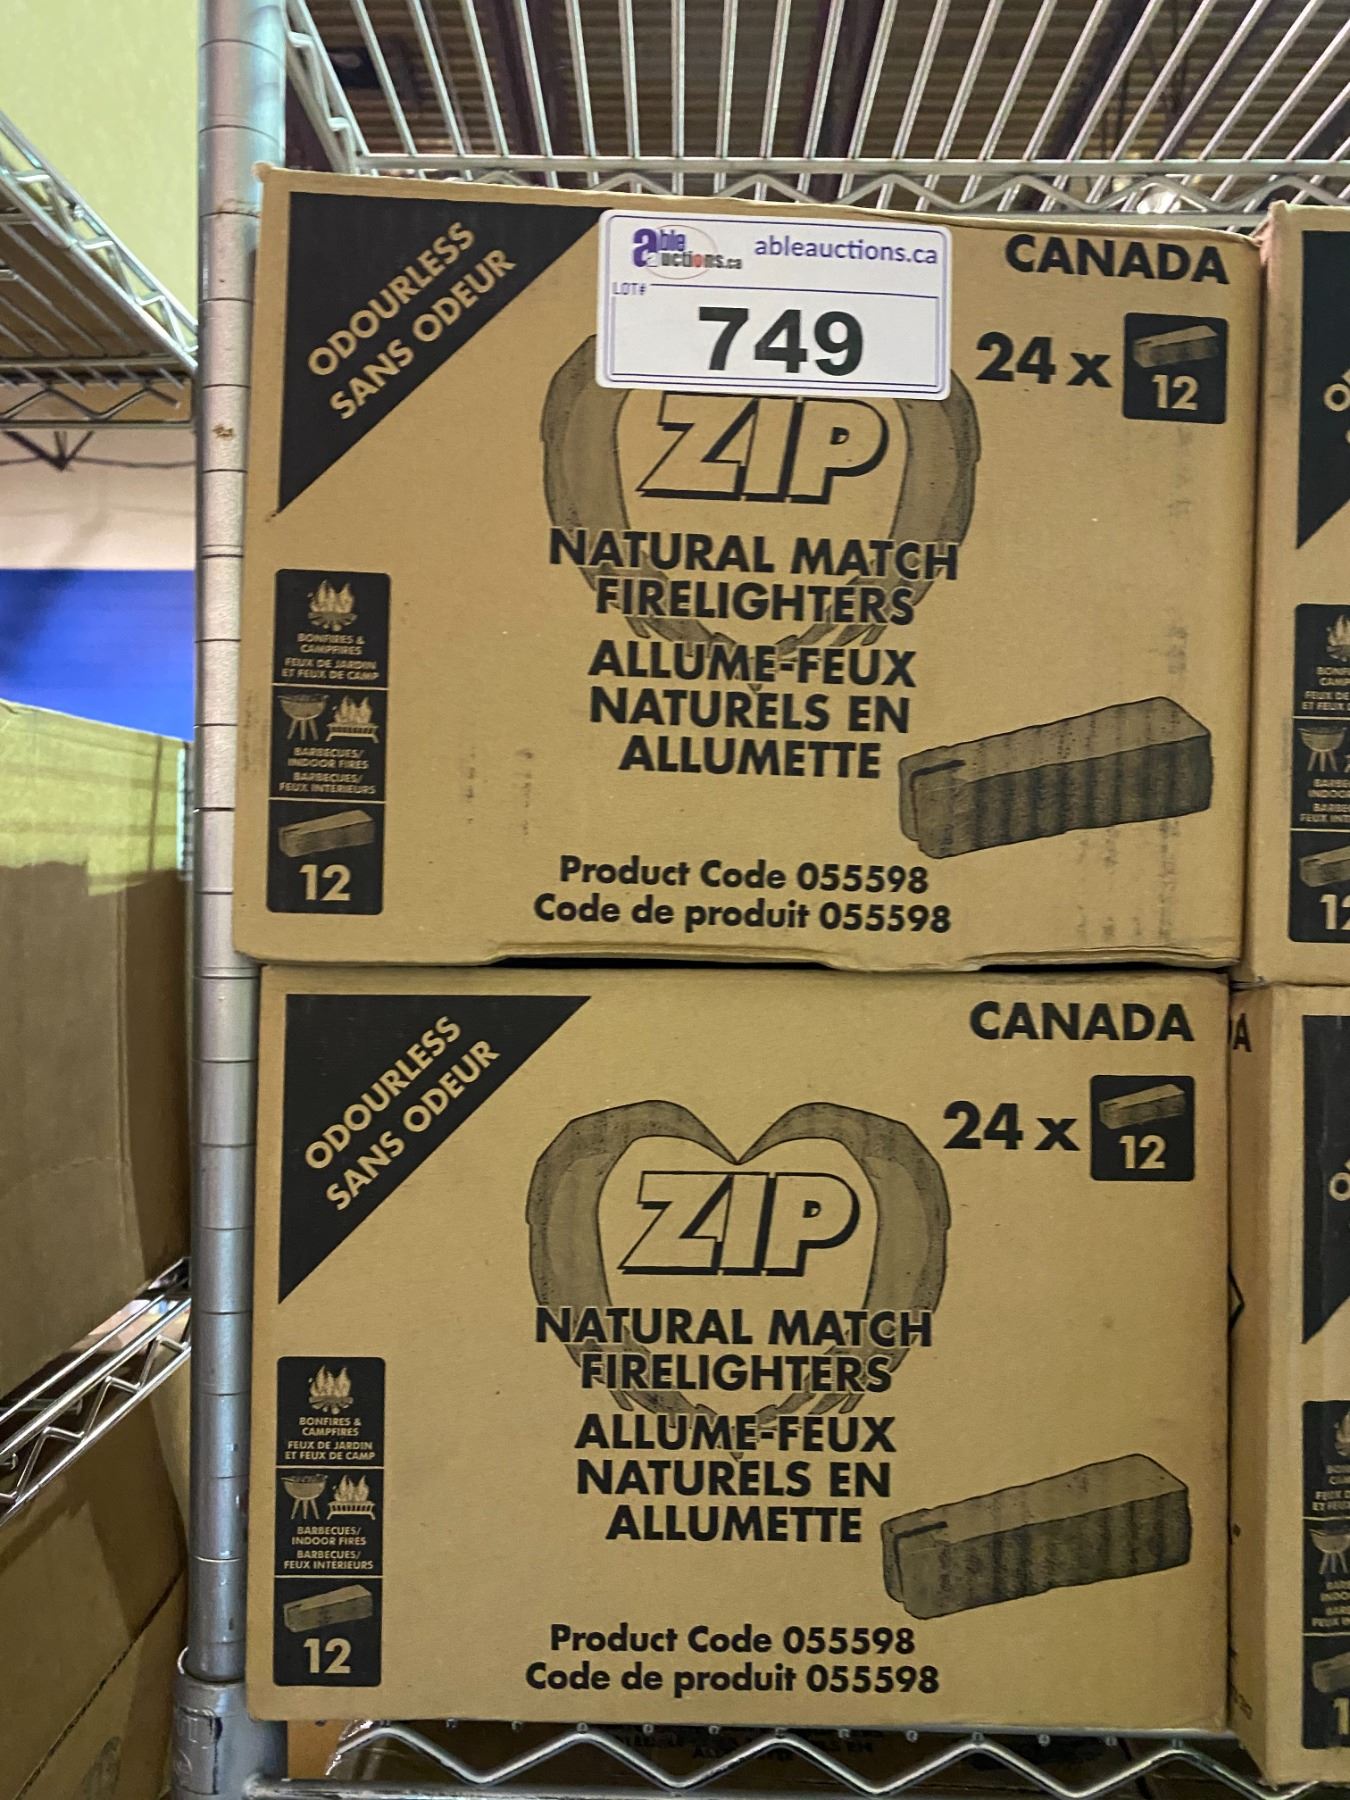 ODOURLESS
SANS ODEUR
able auctions.ca
ableauctions.ca
LOT#
749
CANADA
24 x 12
ZIP
NATURAL MATCH
FIRELIGHTERS
ALLUME-FEUX
NATURELS EN
ALLUMETTE
BONFIRES &
CAMPFIRES
FEUX DE JARDIN
ET FEUX DE CAMP
BARBECUES/
INDOOR FIRES
BARBECUES/
FEUX INTERIEURS
12
Product Code 055598
Code de produit 055598
ODOURLESS
SANS ODEUR
CANADA
24 x 12
ZIP
NATURAL MATCH
FIRELIGHTERS
ALLUME-FEUX
NATURELS EN
ALLUMETTE
BONFIRES &
CAMPFIRES
FEUX DE JARDIN
ET FEUX DE CAMP
BARBECUES/
INDOOR FIRES
BARBECUES/
FEUX INTERIEURS
12
Product Code 055598
Code de produit 055598